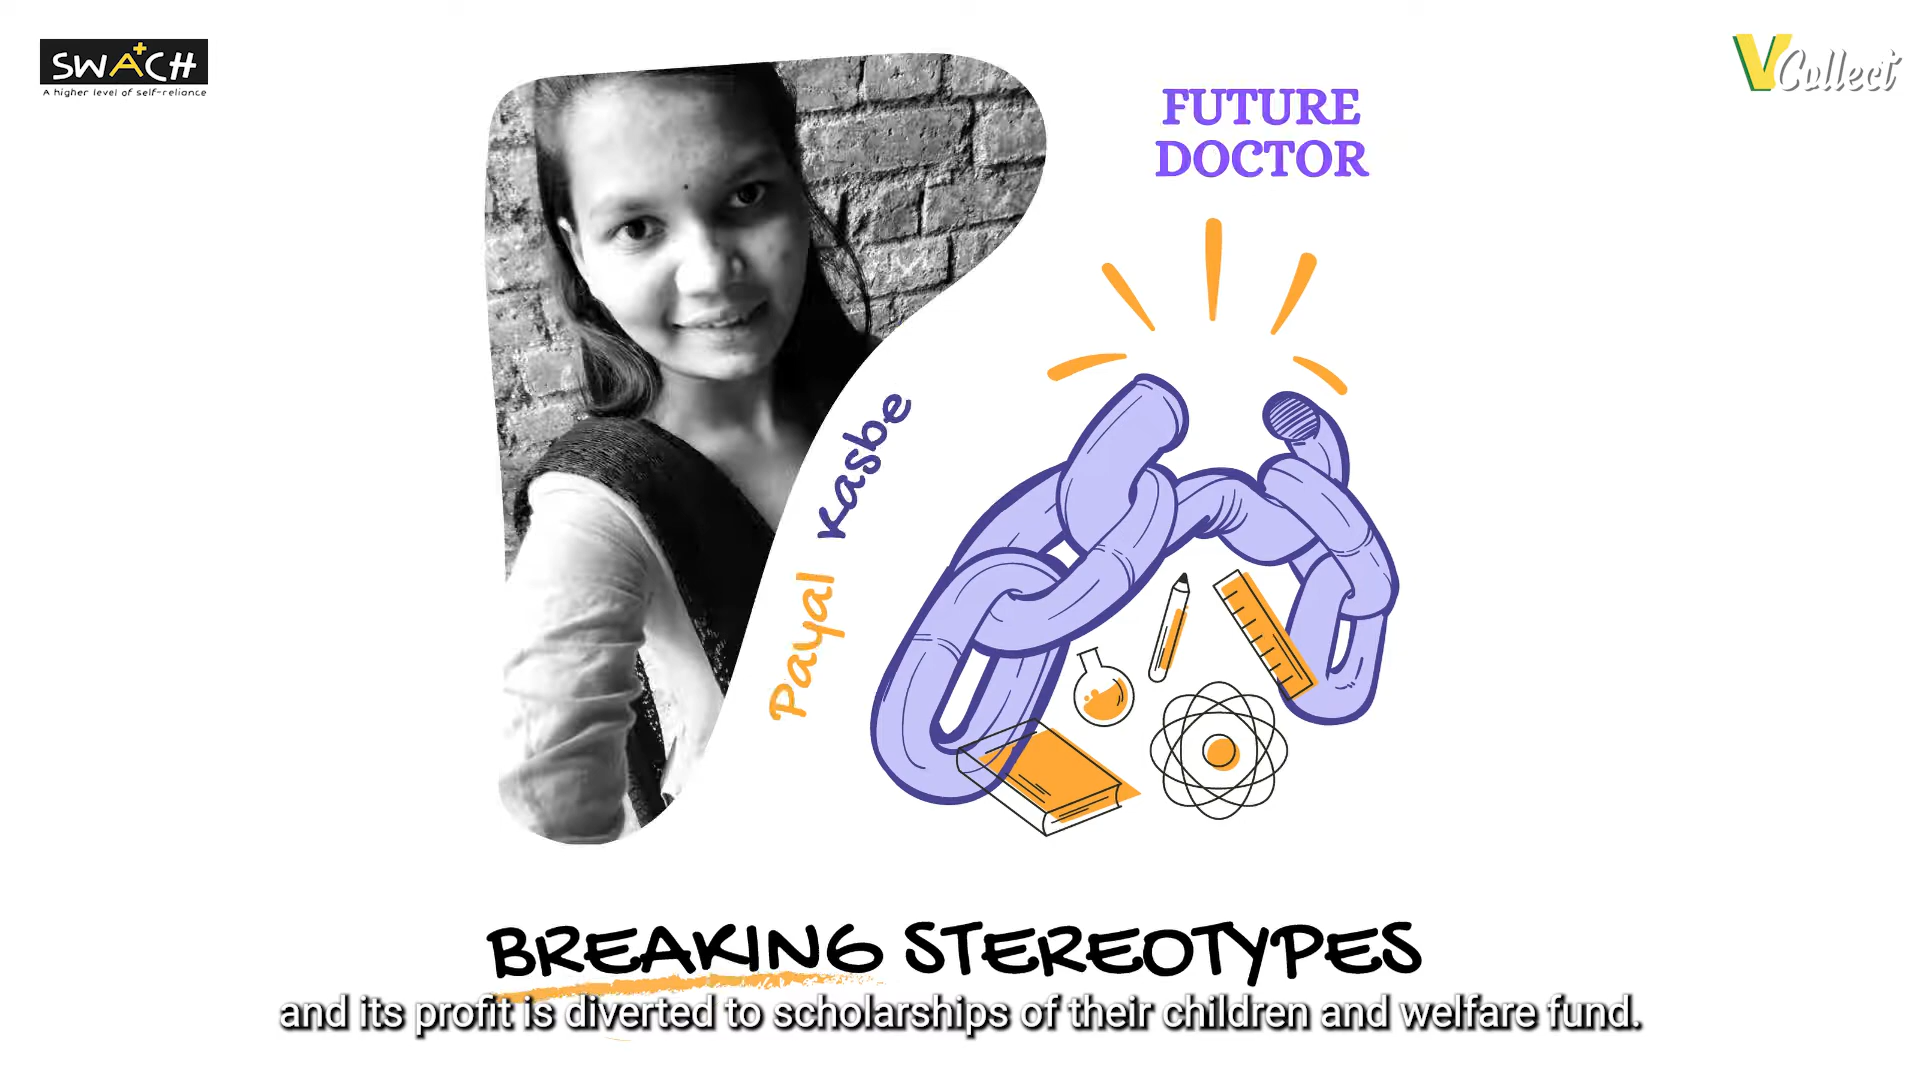 SWACH+
A higher level of self-reliance
VCollect
FUTURE
DOCTOR
Payal Kasbe
BREAKING STEREOTYPES
and its profit is diverted to scholarships of their children and welfare fund.